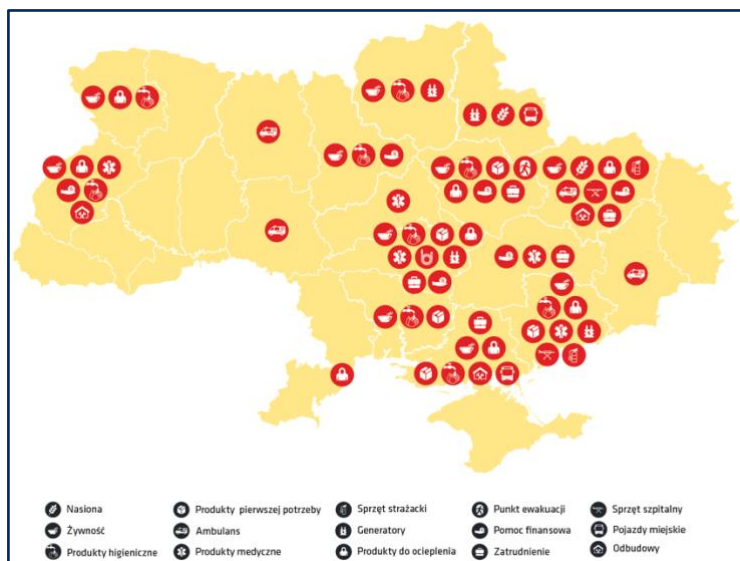 Nasiona
Produkty pierwszej potrzeby
Sprzęt strażacki
Punkt ewakuacji
Sprzęt szpitalny
Żywność
Ambulans
Generatory
Pomoc finansowa
Pojazdy miejskie
Produkty higieniczne
Produkty medyczne
Produkty do ocieplenia
Zatrudnienie
Odbudowy